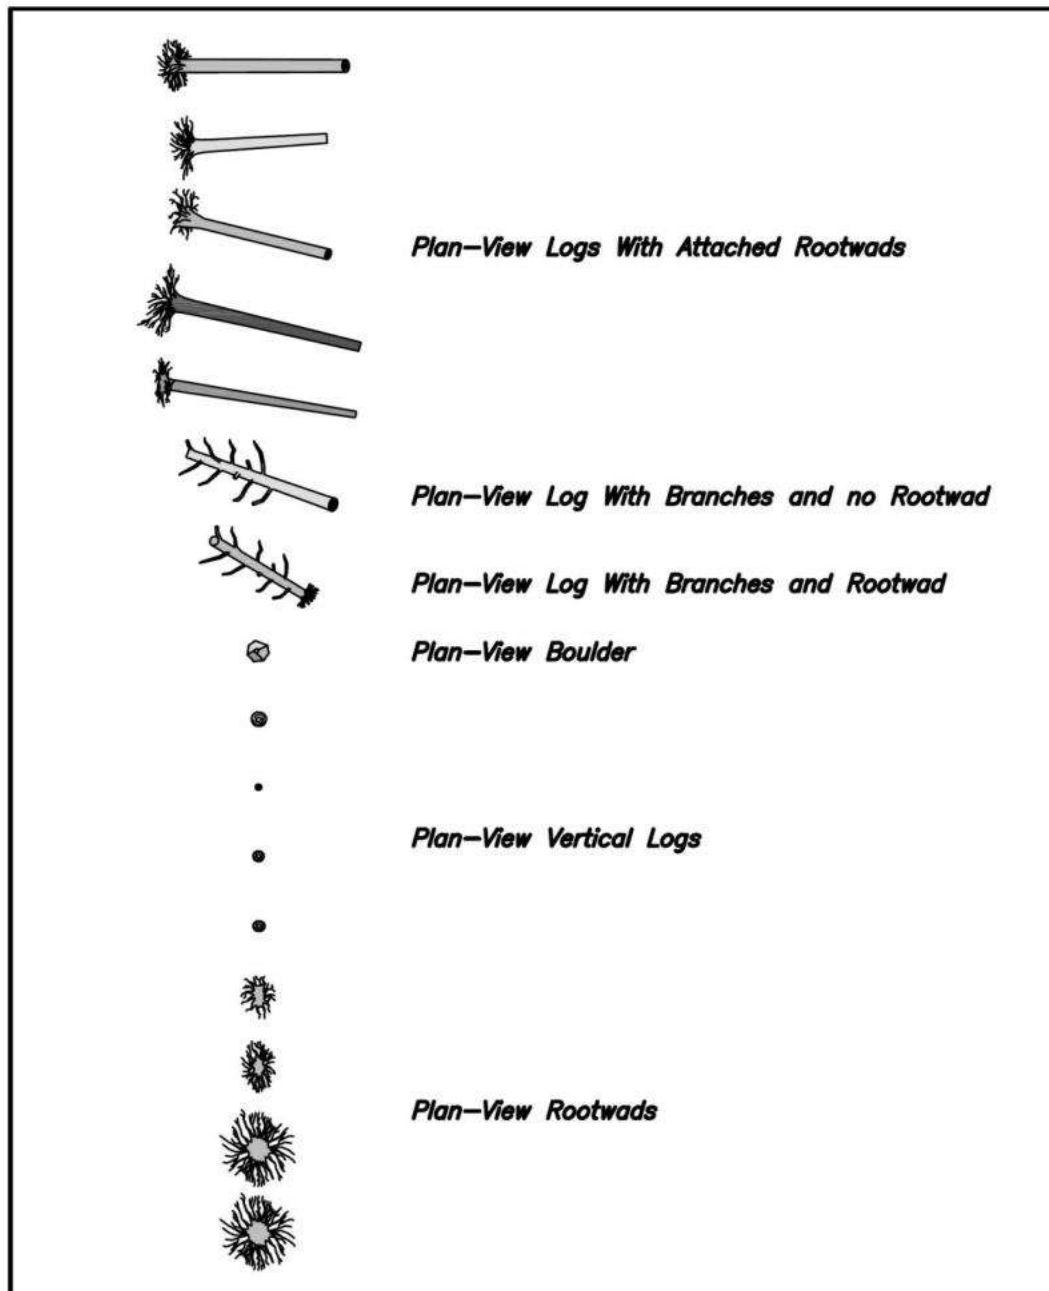 Plan-View Logs With Attached Rootwads
Plan-View Log With Branches and no Rootwad
Plan-View Log With Branches and Rootwad
Plan-View Boulder
Plan-View Vertical Logs
Plan-View Rootwads